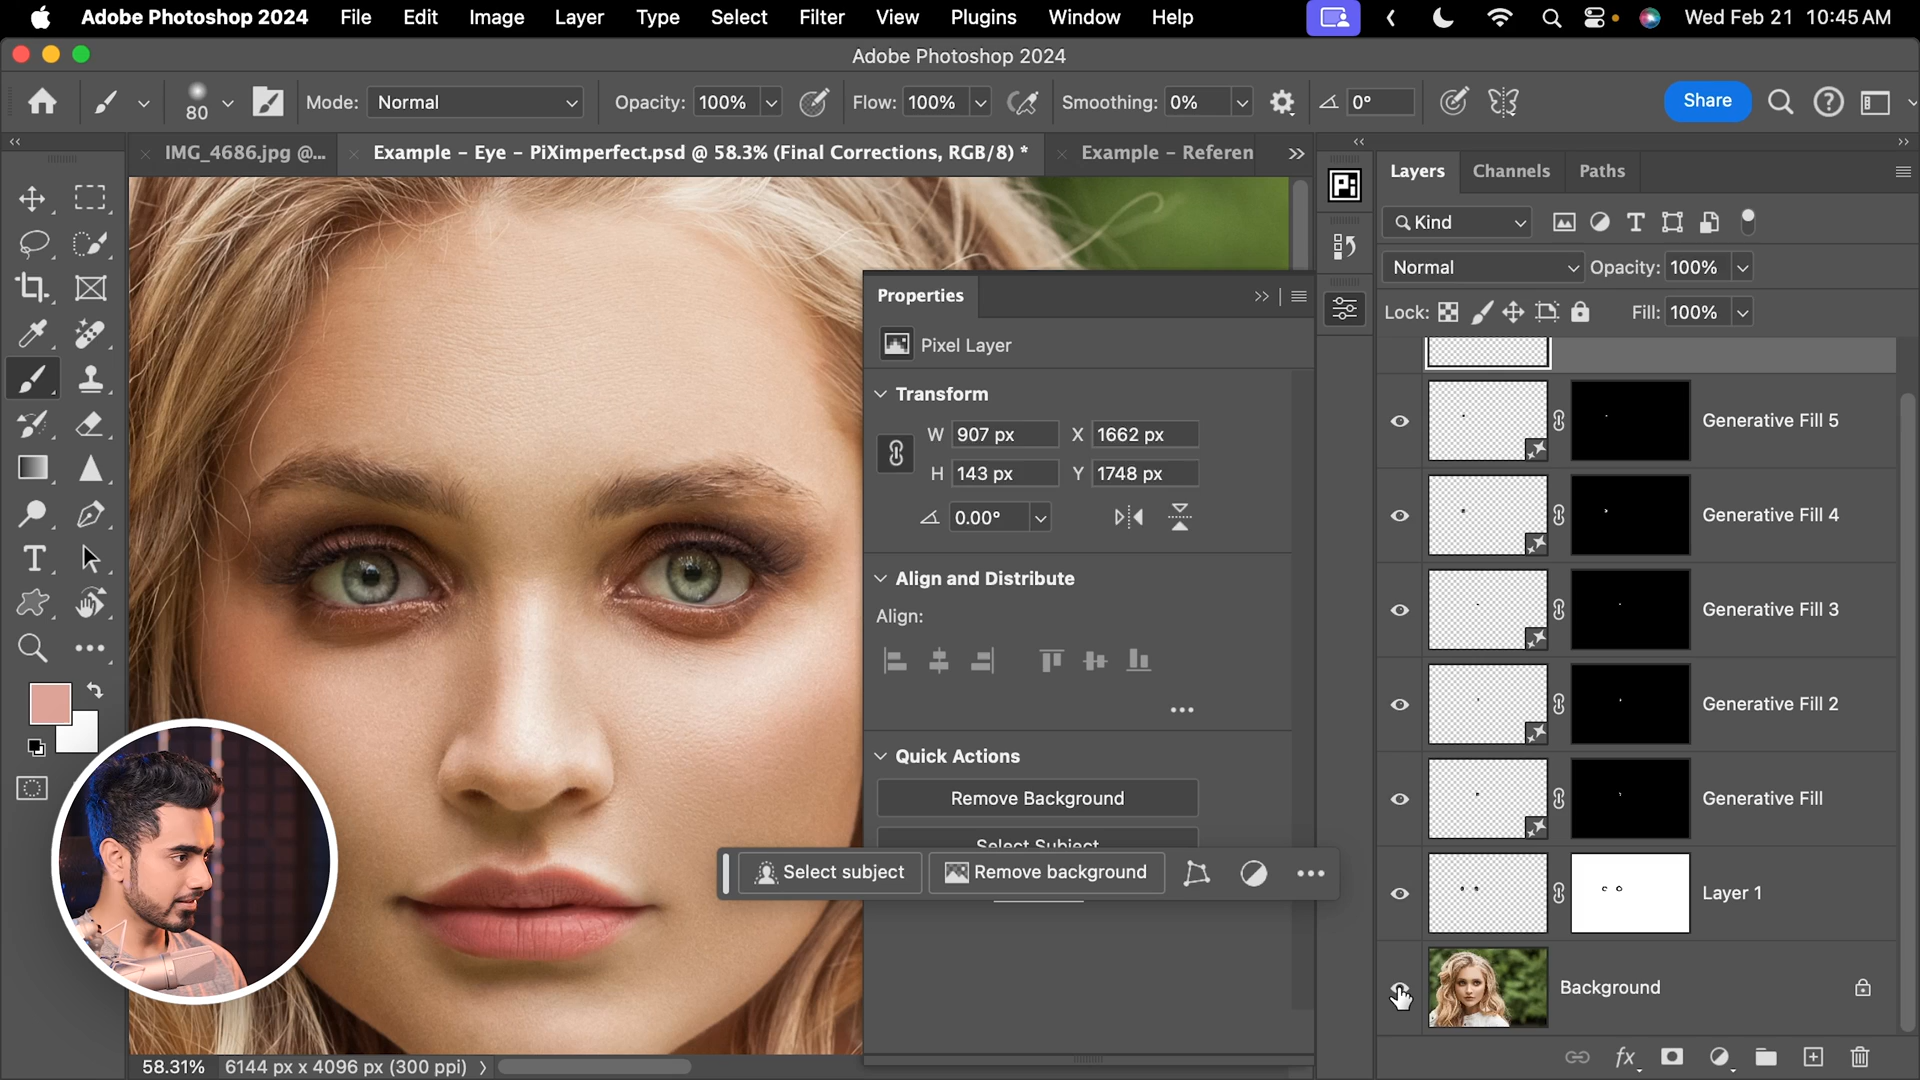 Adobe Photoshop 2024 File Edit Image Layer Type Select Filter View Plugins Window Help Wed Feb 21 10:45 AM
Adobe Photoshop 2024
80 Mode: Normal Opacity: 100% Flow: 100% Smoothing: 0% 0° Share
IMG_4686.jpg @... Example – Eye – PiXimperfect.psd @ 58.3% (Final Corrections, RGB/8) * Example – Referen
Pi
Layers Channels Paths
Kind
Normal Opacity: 100%
Lock: Fill: 100%
Properties
Pixel Layer
Transform
W 907 px X 1662 px
H 143 px Y 1748 px
0.00°
Align and Distribute
Align:
Quick Actions
Remove Background
Select Subject
Select subject Remove background
Generative Fill 5
Generative Fill 4
Generative Fill 3
Generative Fill 2
Generative Fill
Layer 1
Background
fx
58.31% 6144 px x 4096 px (300 ppi)